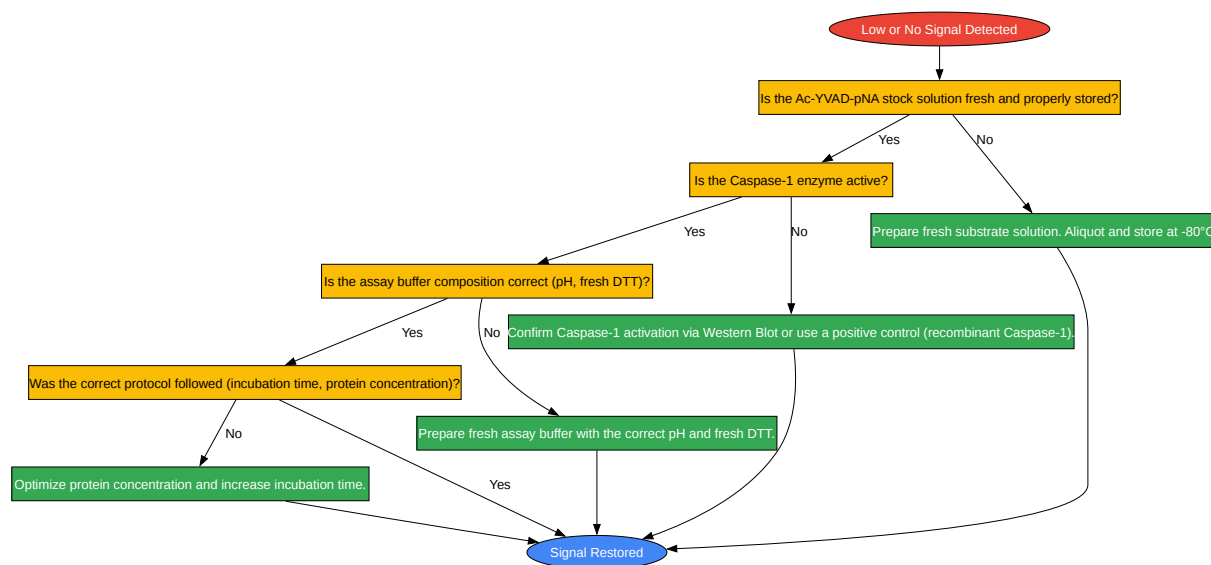 Low or No Signal Detected
Is the Ac-YVAD-pNA stock solution fresh and properly stored?
Yes
No
Is the Caspase-1 enzyme active?
Yes
No
Prepare fresh substrate solution. Aliquot and store at -80°C
Is the assay buffer composition correct (pH, fresh DTT)?
Yes
No
Confirm Caspase-1 activation via Western Blot or use a positive control (recombinant Caspase-1).
Was the correct protocol followed (incubation time, protein concentration)?
No
Prepare fresh assay buffer with the correct pH and fresh DTT.
Optimize protein concentration and increase incubation time.
Yes
Signal Restored